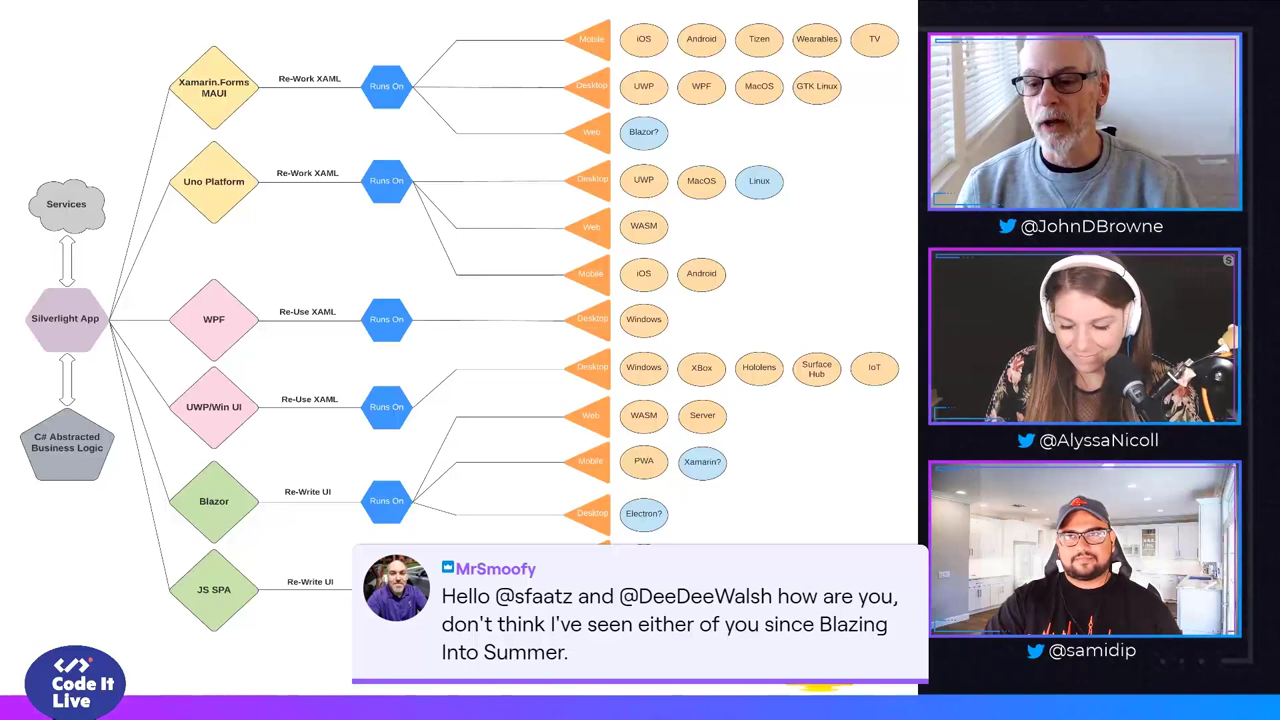 Services
Silverlight App
C# Abstracted
Business Logic
Xamarin.Forms
MAUI
Re-Work XAML
Runs On
Mobile
iOS
Android
Tizen
Wearables
TV
Desktop
UWP
WPF
MacOS
GTK Linux
Web
Blazor?
Uno Platform
Re-Work XAML
Runs On
Desktop
UWP
MacOS
Linux
Web
WASM
Mobile
iOS
Android
WPF
Re-Use XAML
Runs On
Desktop
Windows
UWP/Win UI
Re-Use XAML
Runs On
Desktop
Windows
XBox
Hololens
Surface
Hub
IoT
Blazor
Re-Write UI
Runs On
Web
WASM
Server
Mobile
PWA
Xamarin?
Desktop
Electron?
JS SPA
Re-Write UI
MrSmoofy
Hello @sfaatz and @DeeDeeWalsh how are you,
don't think I've seen either of you since Blazing
Into Summer.
Code It
Live
@JohnDBrowne
@AlyssaNicoll
@samidip